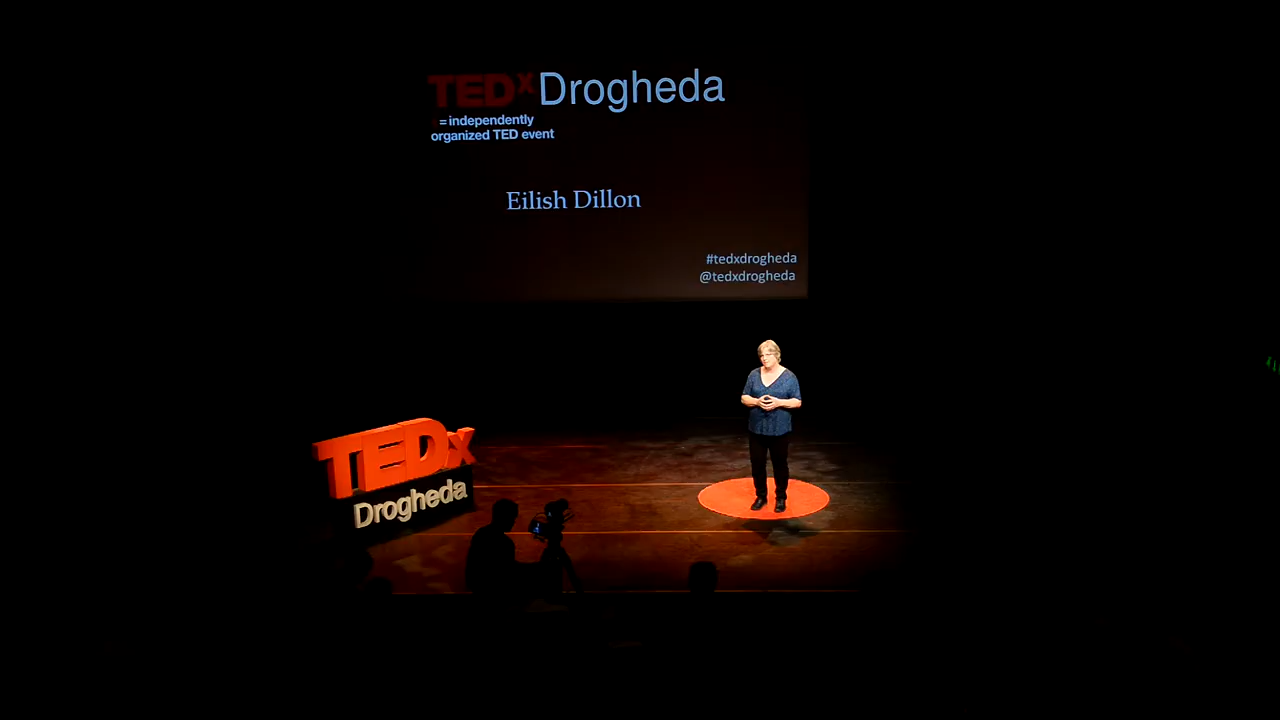 TEDxDrogheda
= independently
organized TED event
Eilish Dillon
#tedxdrogheda
@tedxdrogheda
TEDx
Drogheda